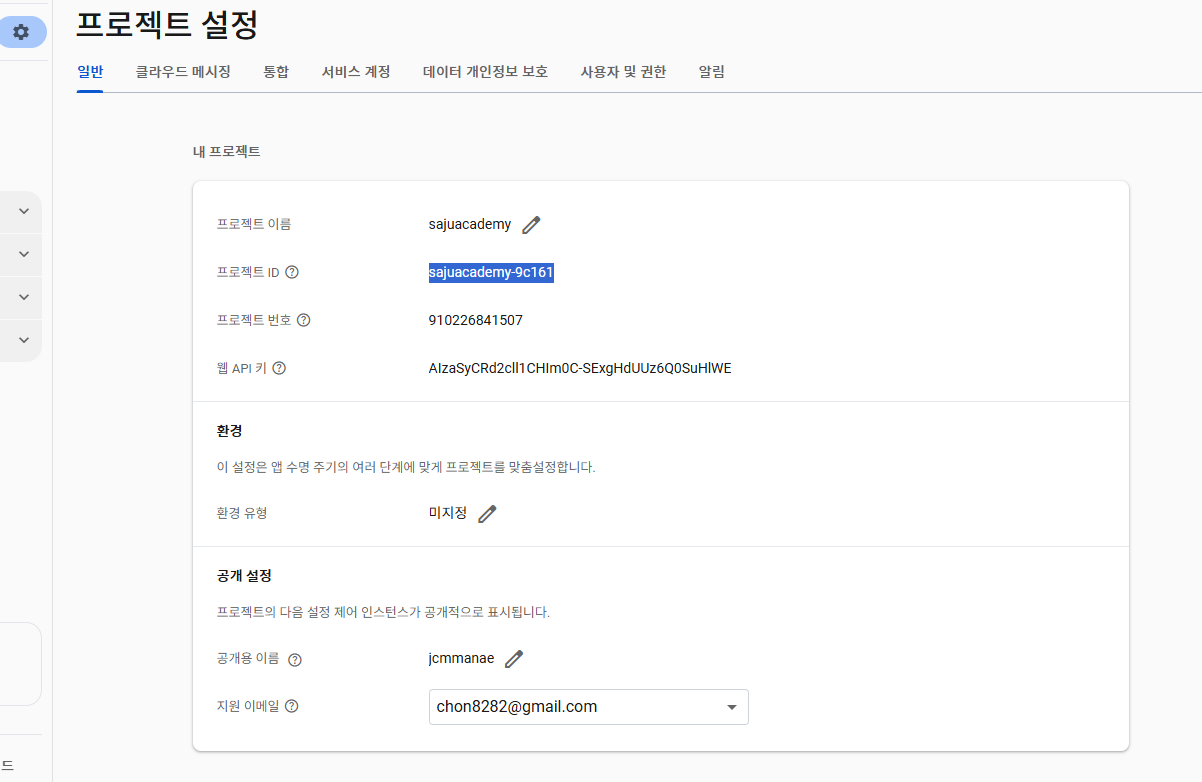 프로젝트 설정
일반 클라우드 메시징 통합 서비스 계정 데이터 개인정보 보호 사용자 및 권한 알림
내 프로젝트
프로젝트 이름 sajuacademy
프로젝트 ID sajuacademy-9c161
프로젝트 번호 910226841507
웹 API 키 AIzaSyCRd2cll1CHIm0C-SExgHdUUz6Q0SuHlWE
환경
이 설정은 앱 수명 주기의 여러 단계에 맞게 프로젝트를 맞춤설정합니다.
환경 유형 미지정
공개 설정
프로젝트의 다음 설정 제어 인스턴스가 공개적으로 표시됩니다.
공개용 이름 jcmmanae
지원 이메일 chon8282@gmail.com
드